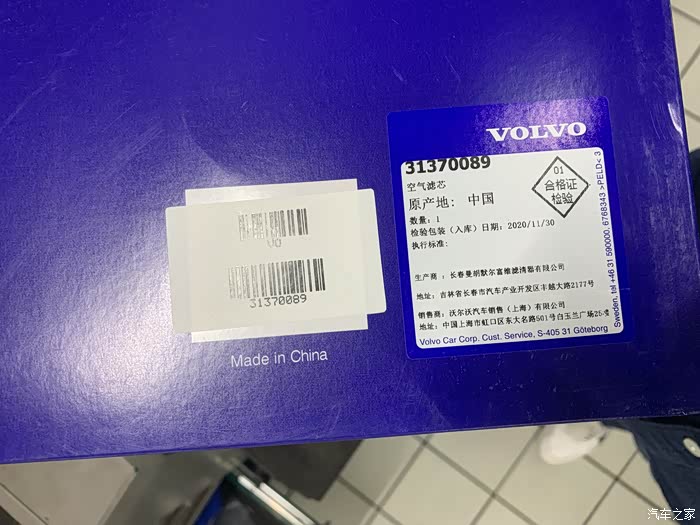 VOLVO
31370089
空气滤芯
原产地: 中国
数量: 1
检验包装（入库）日期: 2020/11/30
执行标准:
01
合格证
检验
生产商 : 长春曼胡默尔富维滤清器有限公司
地址: 吉林省长春市汽车产业开发区丰越大路2177号
销售商: 沃尔沃汽车销售（上海）有限公司
地址: 中国上海市虹口区东大名路501号白玉兰广场25-
Volvo Car Corp. Cust. Service, S-405 31 Göteborg
Sweden, tel +46 31 590000, 6768343 >PELD< 3
VO
31370089
Made in China
汽车之家